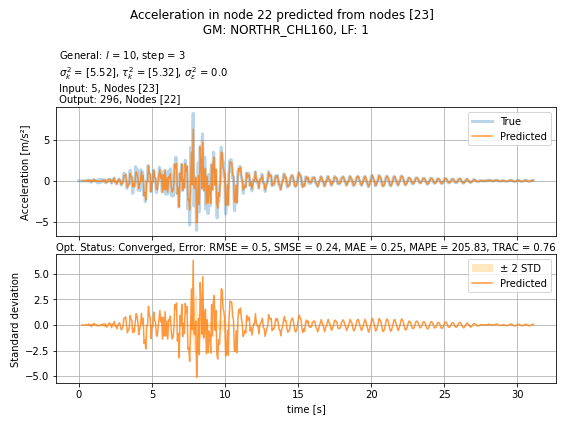 Acceleration in node 22 predicted from nodes [23]
GM: NORTHR_CHL160, LF: 1
General: l = 10, step = 3
σ²ₖ = [5.52], τ²ₖ = [5.32], σ²ε = 0.0
Input: 5, Nodes [23]
Output: 296, Nodes [22]
Acceleration [m/s²]
5
0
−5
True
Predicted
Opt. Status: Converged, Error: RMSE = 0.5, SMSE = 0.24, MAE = 0.25, MAPE = 205.83, TRAC = 0.76
Standard deviation
5.0
2.5
0.0
−2.5
−5.0
± 2 STD
Predicted
0 5 10 15 20 25 30
time [s]